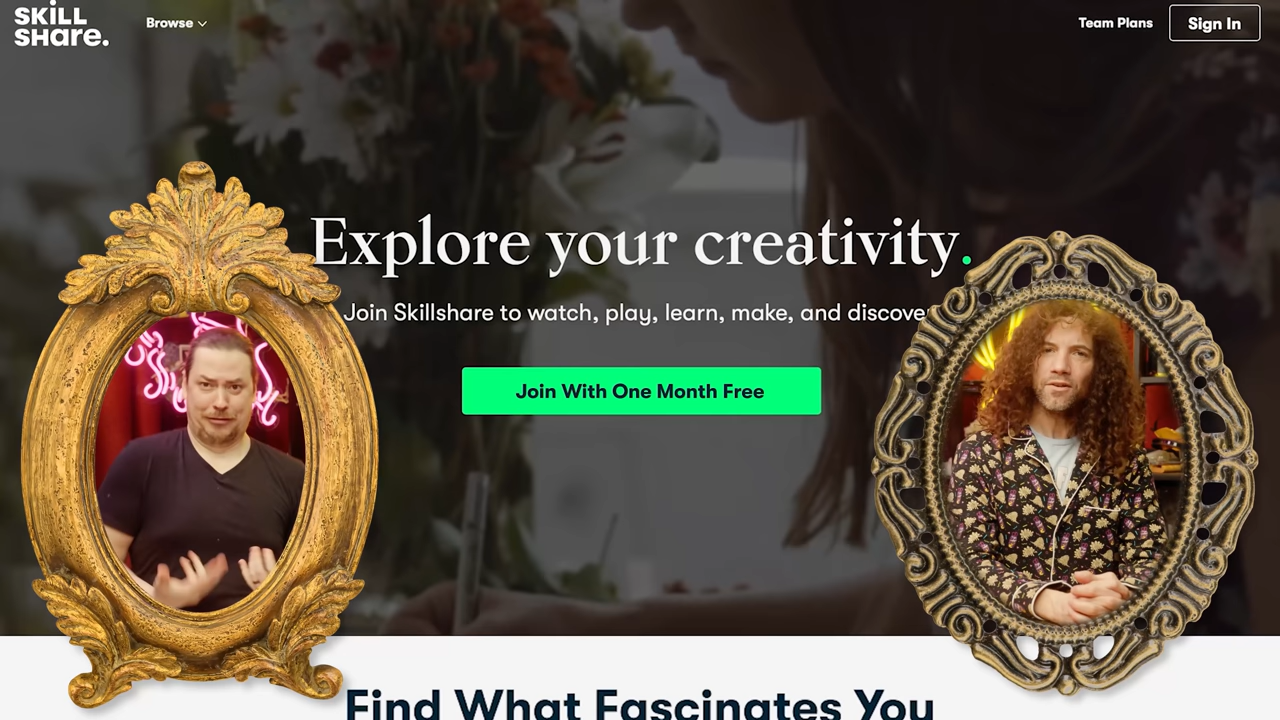 SKILL
SHare.
Browse
Team Plans
Sign In
Explore your creativity.
Join Skillshare to watch, play, learn, make, and discover
Join With One Month Free
Find What Fascinates You